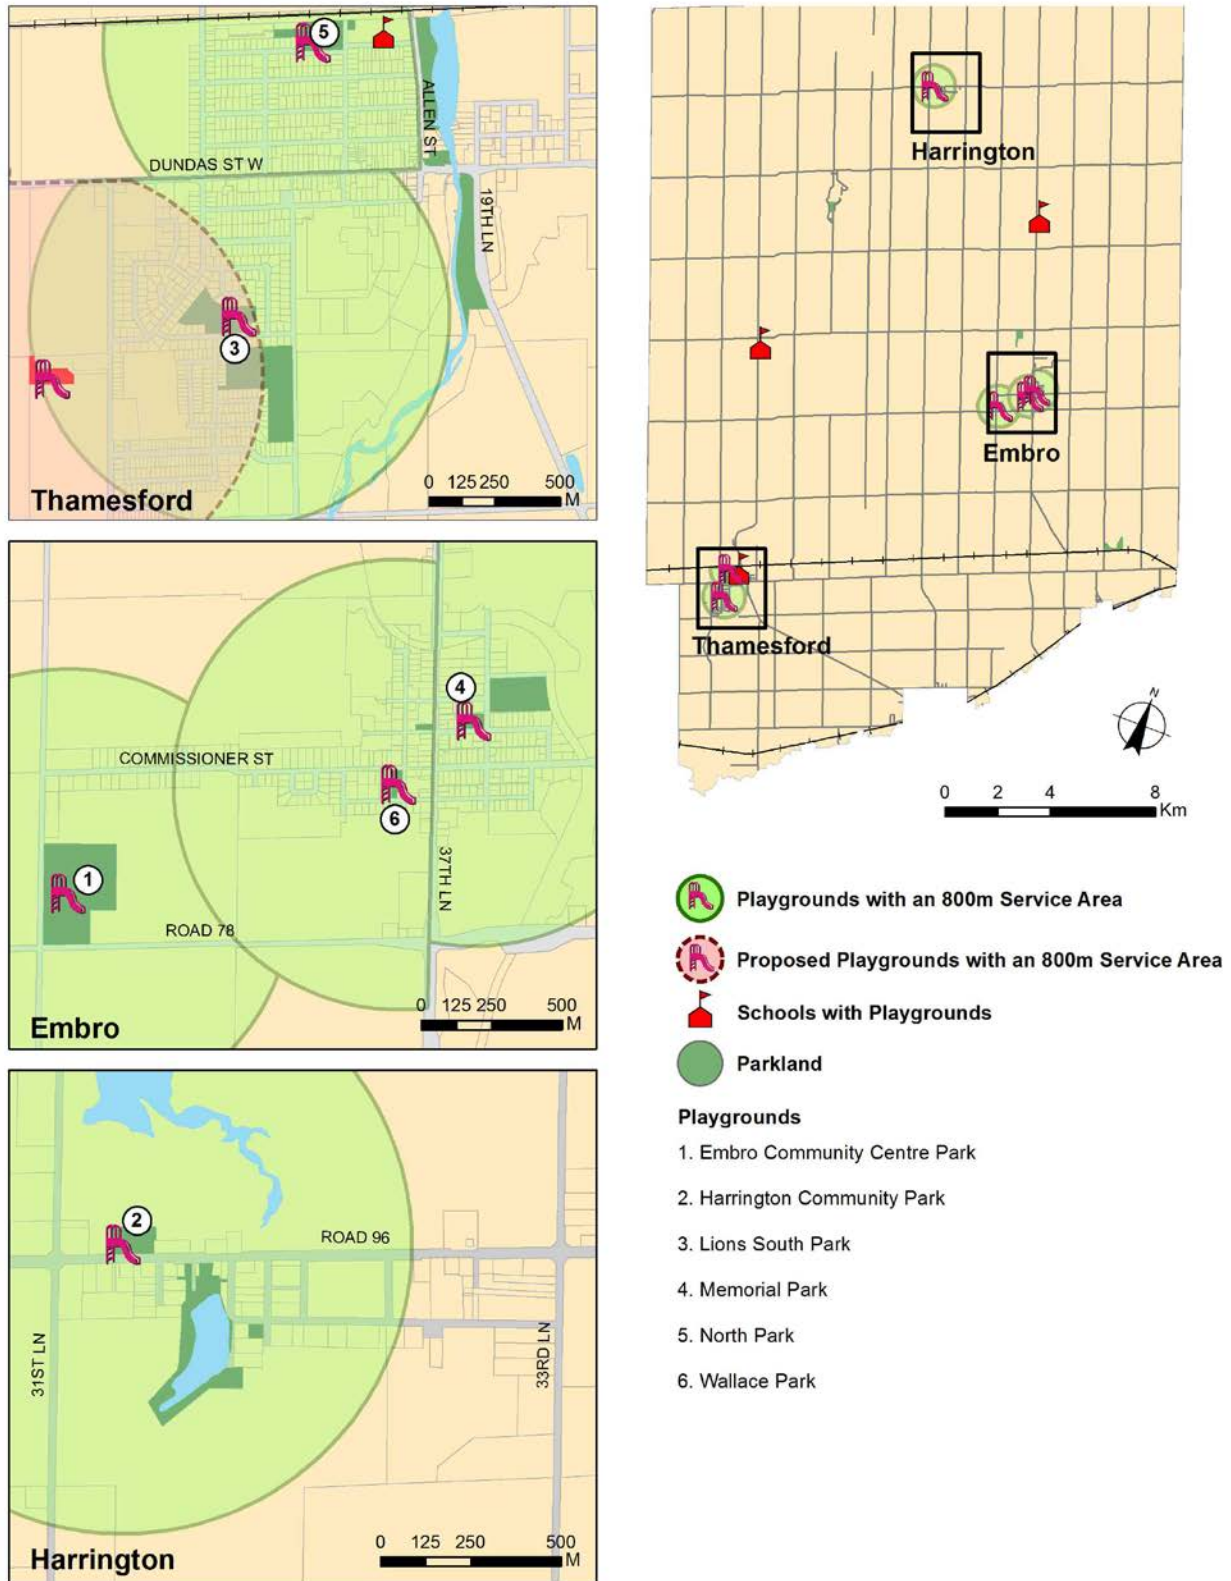 5
ALLEN ST
DUNDAS ST W
19TH LN
3
0 125 250 500
M
Thamesford
4
COMMISSIONER ST
6
1
37TH LN
ROAD 78
0 125 250 500
M
Embro
2
ROAD 96
31ST LN
33RD LN
0 125 250 500
M
Harrington
Harrington
Embro
Thamesford
N
0 2 4 8
Km
Playgrounds with an 800m Service Area
Proposed Playgrounds with an 800m Service Area
Schools with Playgrounds
Parkland
Playgrounds
1. Embro Community Centre Park
2. Harrington Community Park
3. Lions South Park
4. Memorial Park
5. North Park
6. Wallace Park